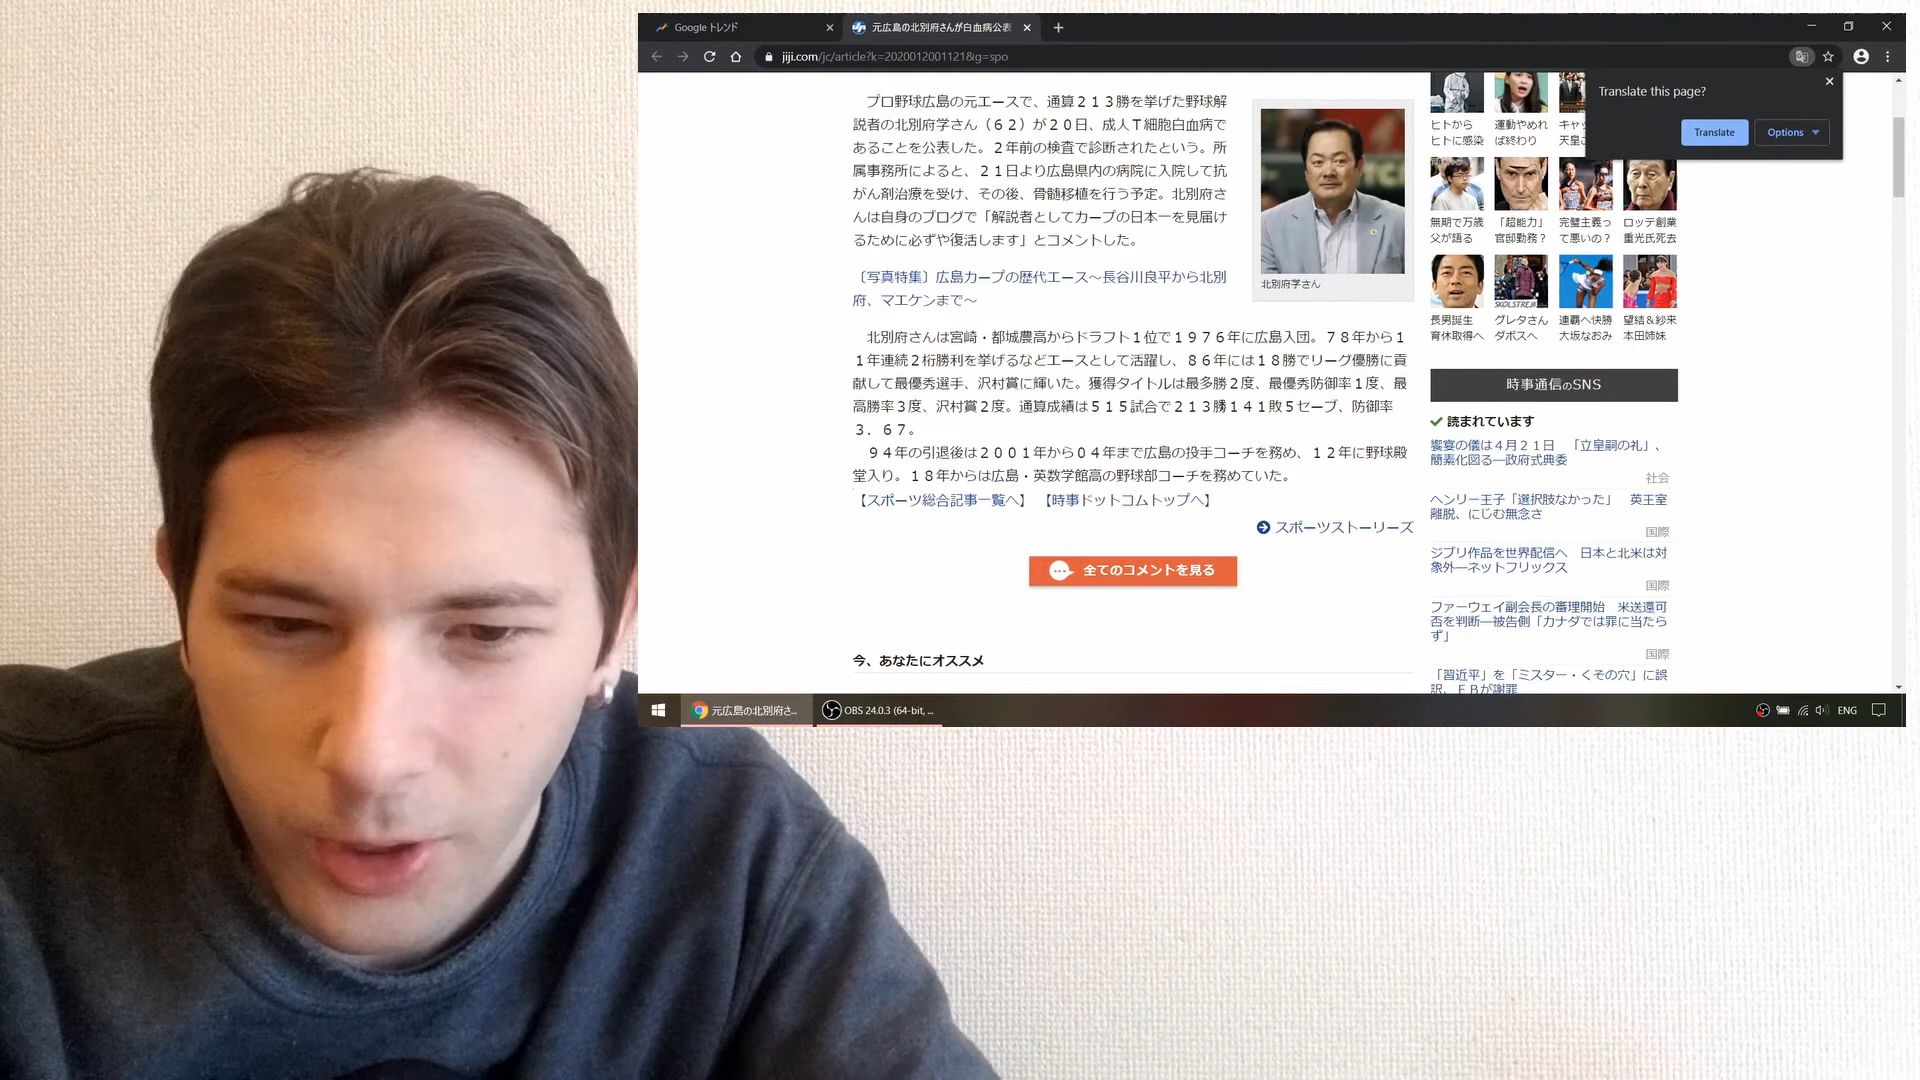 Google トレンド
元広島の北別府さんが白血病公表
jiji.com/jc/article?k=2020012001121&g=spo
Translate this page?
Translate
Options
プロ野球広島の元エースで、通算２１３勝を挙げた野球解
説者の北別府学さん（６２）が２０日、成人Ｔ細胞白血病で
あることを公表した。２年前の検査で診断されたという。所
属事務所によると、２１日より広島県内の病院に入院して抗
がん剤治療を受け、その後、骨髄移植を行う予定。北別府さ
んは自身のブログで「解説者としてカープの日本一を見届け
るために必ずや復活します」とコメントした。
〔写真特集〕広島カープの歴代エース～長谷川良平から北別
府、マエケンまで～
北別府学さん
北別府さんは宮崎・都城農高からドラフト１位で１９７６年に広島入団。７８年から１
１年連続２桁勝利を挙げるなどエースとして活躍し、８６年には１８勝でリーグ優勝に貢
献して最優秀選手、沢村賞に輝いた。獲得タイトルは最多勝２度、最優秀防御率１度、最
高勝率３度、沢村賞２度。通算成績は５１５試合で２１３勝１４１敗５セーブ、防御率
３．６７。
９４年の引退後は２００１年から０４年まで広島の投手コーチを務め、１２年に野球殿
堂入り。１８年からは広島・英数学館高の野球部コーチを務めていた。
【スポーツ総合記事一覧へ】 【時事ドットコムトップへ】
スポーツストーリーズ
全てのコメントを見る
今、あなたにオススメ
ヒトから
ヒトに感染
運動やめれ
ば終わり
キャッ
天皇こ
無期で万歳
父が語る
「超能力」
官邸勤務？
完璧主義っ
て悪いの？
ロッテ創業
重光氏死去
SKOLSTREJK
長男誕生
育休取得へ
グレタさん
ダボスへ
連覇へ快勝
大坂なおみ
望結＆紗来
本田姉妹
時事通信のSNS
読まれています
饗宴の儀は４月２１日　「立皇嗣の礼」、
簡素化図る―政府式典委
社会
ヘンリー王子「選択肢なかった」　英王室
離脱、にじむ無念さ
国際
ジブリ作品を世界配信へ　日本と北米は対
象外―ネットフリックス
国際
ファーウェイ副会長の審理開始　米送還可
否を判断―被告側「カナダでは罪に当たら
ず」
国際
「習近平」を「ミスター・くその穴」に誤
訳、ＦＢが謝罪
元広島の北別府さ...
OBS 24.0.3 (64-bit, ...
ENG